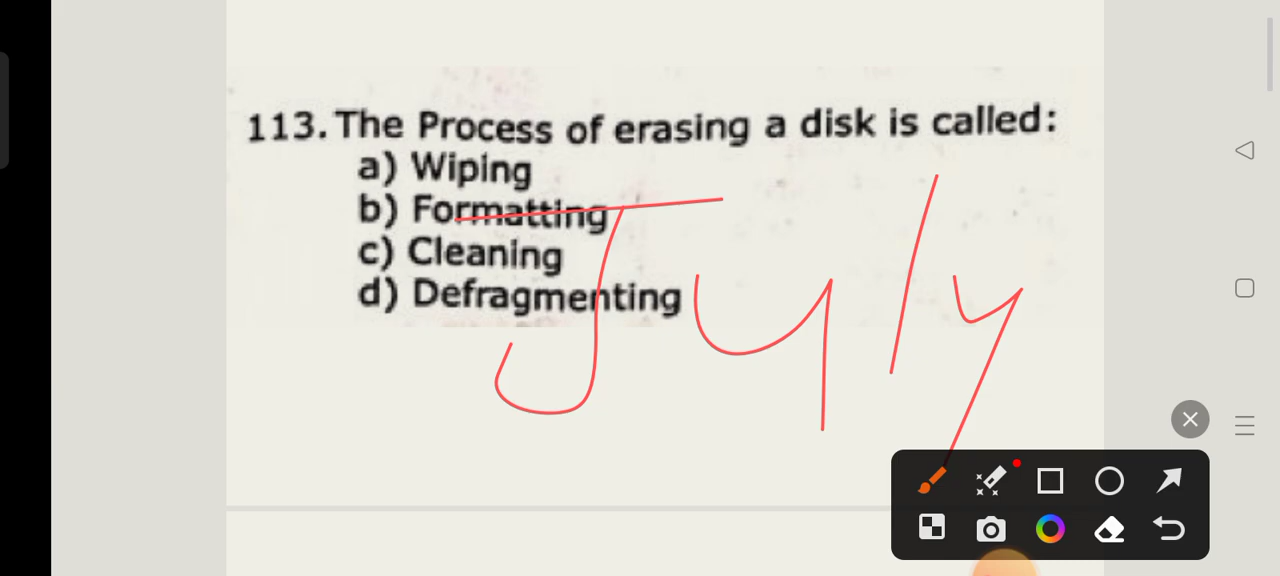 113. The Process of erasing a disk is called:
a) Wiping
b) Formatting
c) Cleaning
d) Defragmenting
July